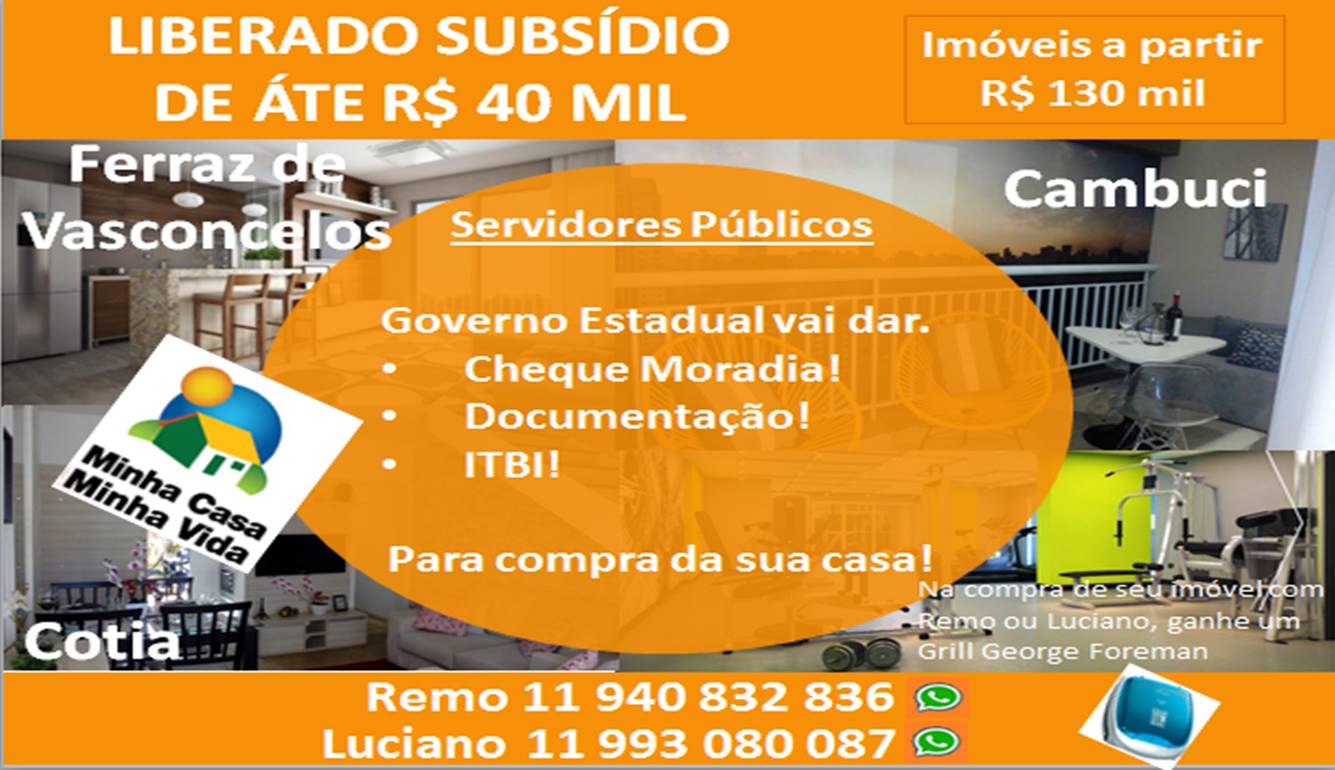 LIBERADO SUBSÍDIO
DE ÁTE R$ 40 MIL
Imóveis a partir
R$ 130 mil
Ferraz de
Vasconcelos
Cambuci
Servidores Públicos
Governo Estadual vai dar.
• Cheque Moradia!
• Documentação!
• ITBI!
Para compra da sua casa!
Minha Casa
Minha Vida
Cotia
Na compra de seu imóvel com
Remo ou Luciano, ganhe um
Grill George Foreman
Remo 11 940 832 836
Luciano 11 993 080 087